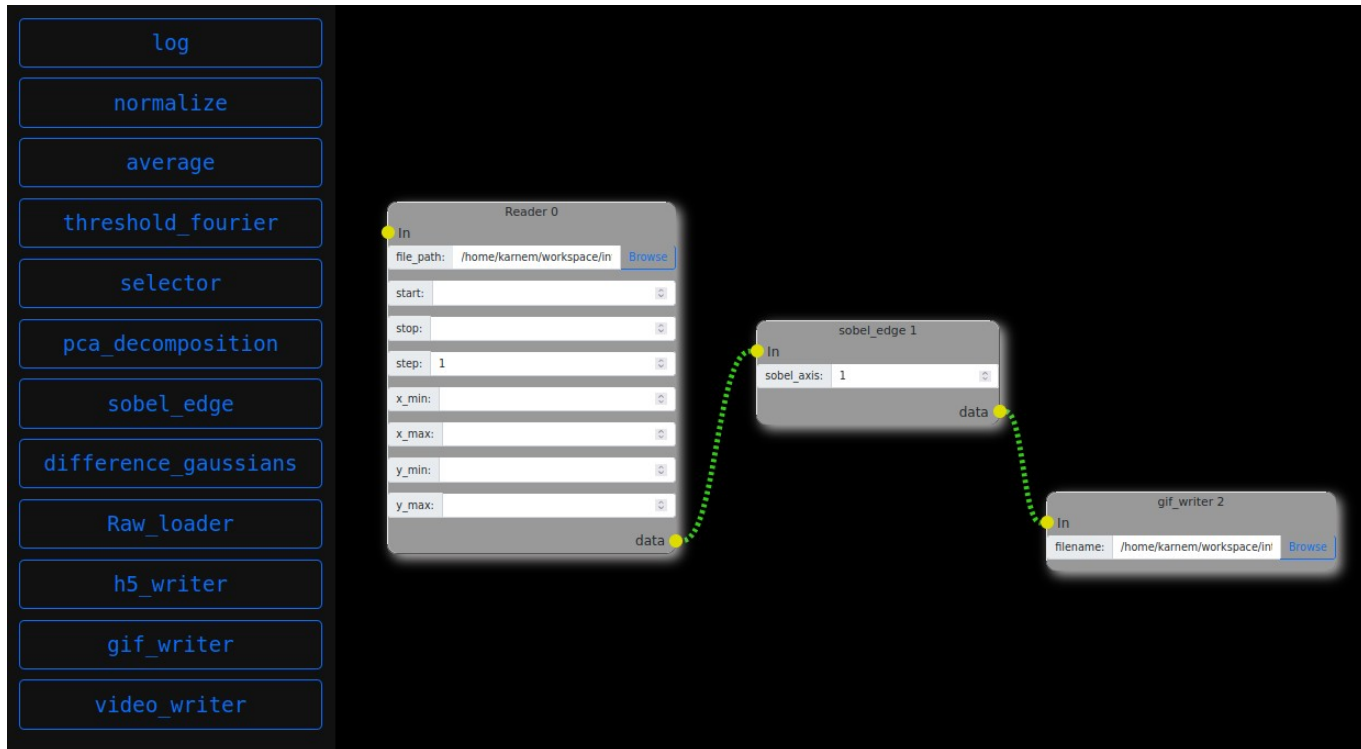 log
normalize
average
threshold_fourier
selector
pca_decomposition
sobel_edge
difference_gaussians
Raw_loader
h5_writer
gif_writer
video_writer
Reader 0
In
file_path: /home/karnem/workspace/in Browse
start:
stop:
step: 1
x_min:
x_max:
y_min:
y_max:
data
sobel_edge 1
In
sobel_axis: 1
data
gif_writer 2
In
filename: /home/karnem/workspace/int Browse